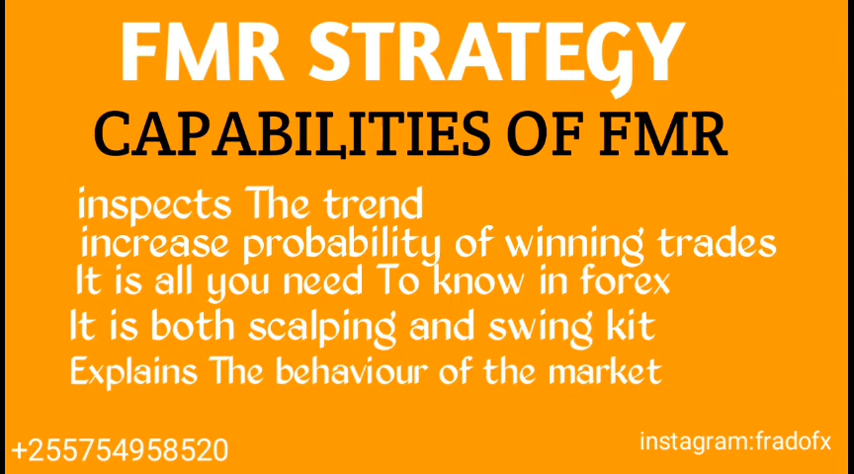 FMR STRATEGY
CAPABILITIES OF FMR
inspects The trend
increase probability of winning trades
It is all you need To know in forex
It is both scalping and swing kit
Explains The behaviour of the market
+255754958520
instagram:fradofx